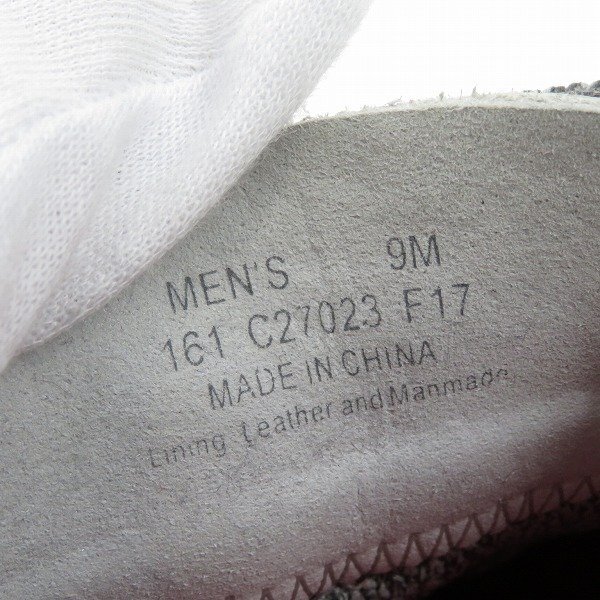 MEN'S 9M
161 C27023 F17
MADE IN CHINA
Lining Leather and Manmade